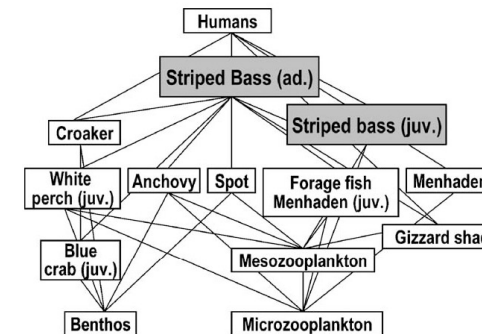 Humans
Striped Bass (ad.)
Striped bass (juv.)
Croaker
White
perch (juv.)
Anchovy
Spot
Forage fish
Menhaden (juv.)
Menhaden
Gizzard shad
Blue
crab (juv.)
Mesozooplankton
Benthos
Microzooplankton